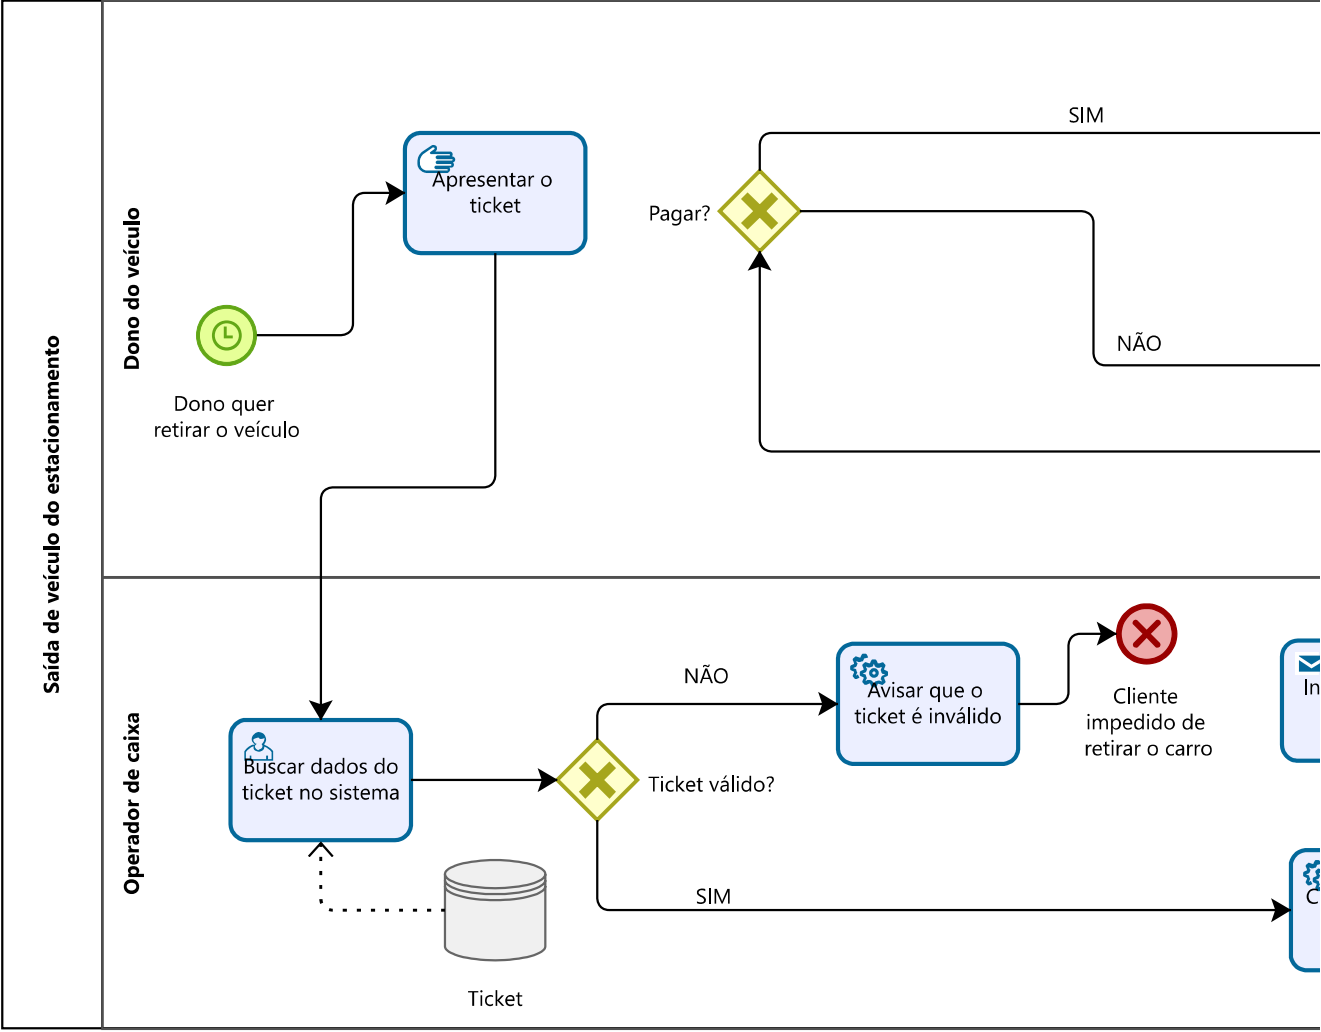 Saída de veículo do estacionamento
Dono do veículo
Dono quer
retirar o veículo
Apresentar o
ticket
Pagar?
SIM
NÃO
Operador de caixa
Buscar dados do
ticket no sistema
Ticket
Ticket válido?
NÃO
SIM
Avisar que o
ticket é inválido
Cliente
impedido de
retirar o carro